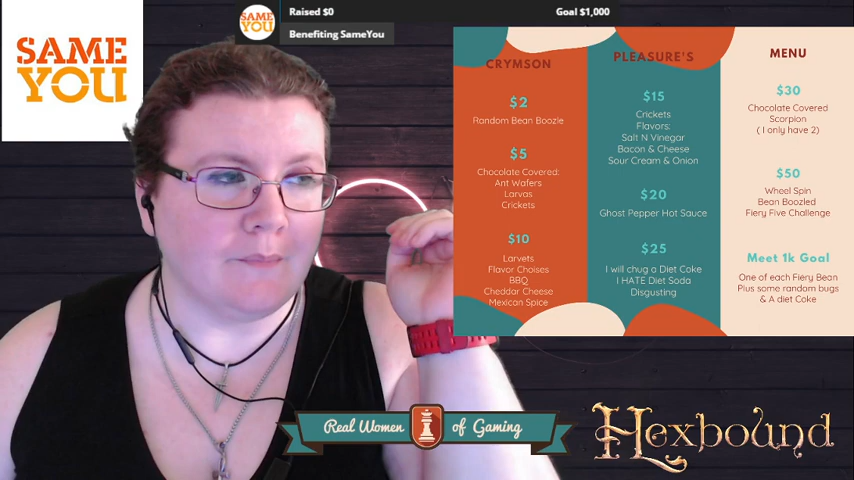 SAME
YOU
SAME
YOU
Raised $0
Goal $1,000
Benefiting SameYou
CRYMSON
$2
Random Bean Boozle
$5
Chocolate Covered:
Ant Wafers
Larvas
Crickets
$10
Larvets
Flavor Choises
BBQ
Cheddar Cheese
Mexican Spice
PLEASURE'S
$15
Crickets
Flavors:
Salt N Vinegar
Bacon & Cheese
Sour Cream & Onion
$20
Ghost Pepper Hot Sauce
$25
I will chug a Diet Coke
I HATE Diet Soda
Disgusting
MENU
$30
Chocolate Covered
Scorpion
( I only have 2)
$50
Wheel Spin
Bean Boozled
Fiery Five Challenge
Meet 1k Goal
One of each Fiery Bean
Plus some random bugs
& A diet Coke
Real Women of Gaming
Hexbound